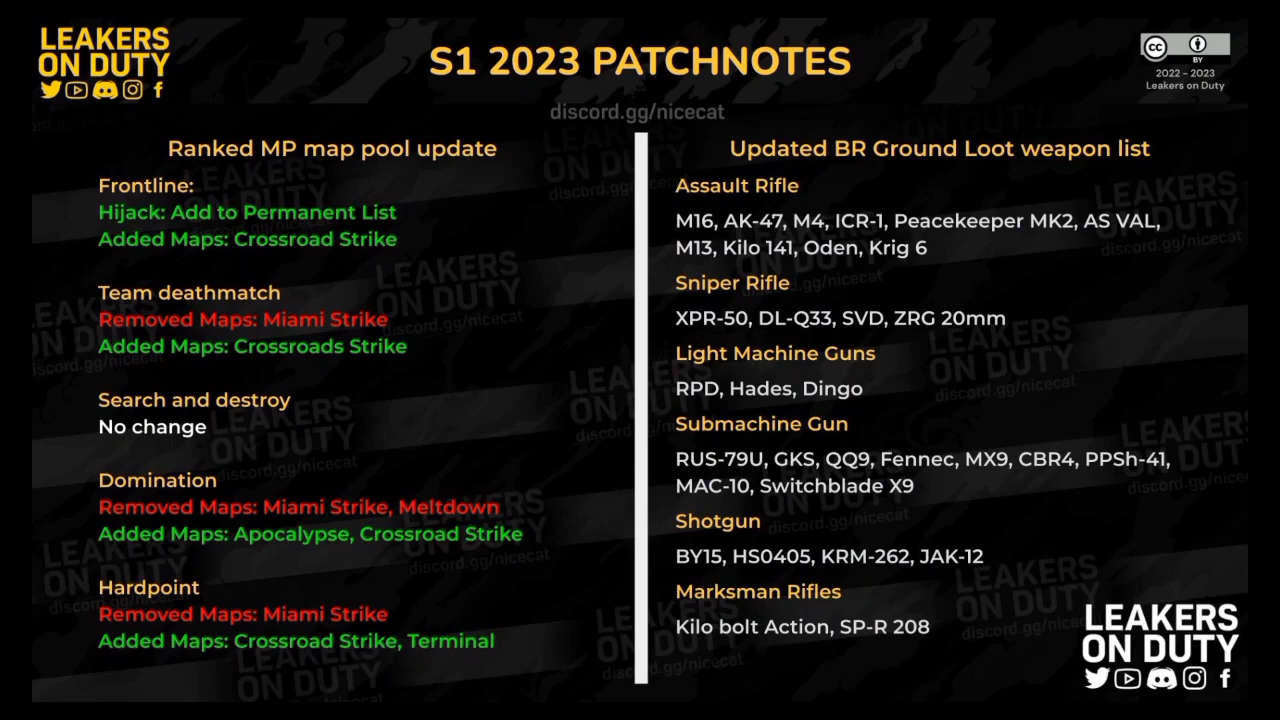 LEAKERS
ON DUTY
S1 2023 PATCHNOTES
cc
BY
2022 - 2023
Leakers on Duty
discord.gg/nicecat
Ranked MP map pool update
Frontline:
Hijack: Add to Permanent List
Added Maps: Crossroad Strike
Team deathmatch
Removed Maps: Miami Strike
Added Maps: Crossroads Strike
Search and destroy
No change
Domination
Removed Maps: Miami Strike, Meltdown
Added Maps: Apocalypse, Crossroad Strike
Hardpoint
Removed Maps: Miami Strike
Added Maps: Crossroad Strike, Terminal
Updated BR Ground Loot weapon list
Assault Rifle
M16, AK-47, M4, ICR-1, Peacekeeper MK2, AS VAL,
M13, Kilo 141, Oden, Krig 6
Sniper Rifle
XPR-50, DL-Q33, SVD, ZRG 20mm
Light Machine Guns
RPD, Hades, Dingo
Submachine Gun
RUS-79U, GKS, QQ9, Fennec, MX9, CBR4, PPSh-41,
MAC-10, Switchblade X9
Shotgun
BY15, HS0405, KRM-262, JAK-12
Marksman Rifles
Kilo bolt Action, SP-R 208
LEAKERS
ON DUTY